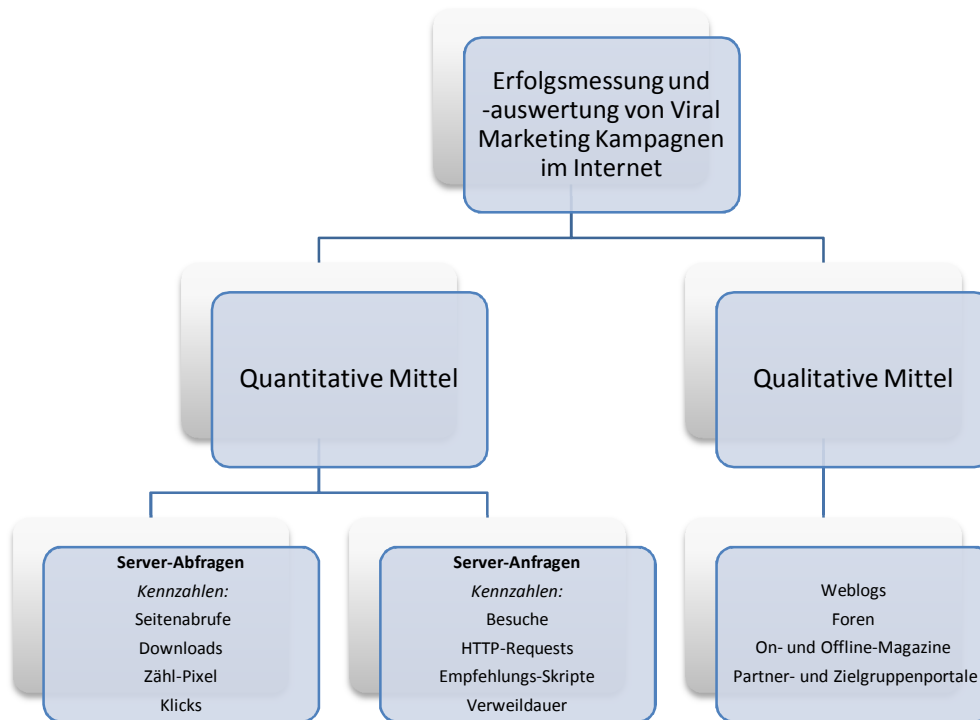 Erfolgsmessung und
-auswertung von Viral
Marketing Kampagnen
im Internet
Quantitative Mittel
Qualitative Mittel
Server-Abfragen
Kennzahlen:
Seitenabrufe
Downloads
Zähl-Pixel
Klicks
Server-Anfragen
Kennzahlen:
Besuche
HTTP-Requests
Empfehlungs-Skripte
Verweildauer
Weblogs
Foren
On- und Offline-Magazine
Partner- und Zielgruppenportale